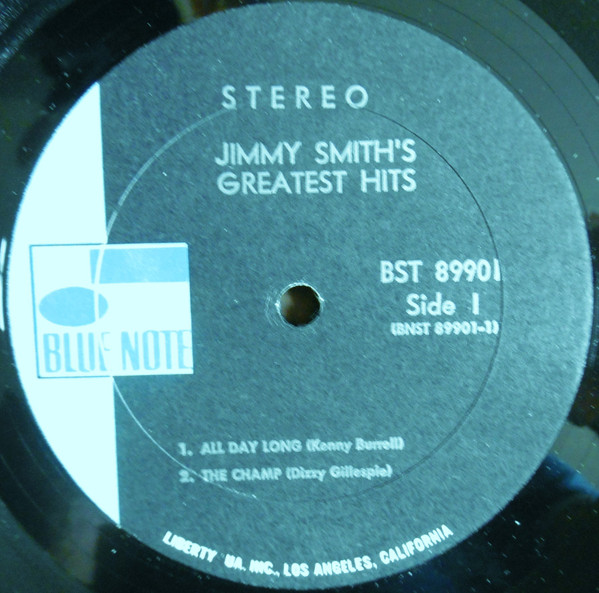 STEREO
JIMMY SMITH'S
GREATEST HITS
BST 89901
Side 1
(BNST 89901-1)
BLUE NOTE
1. ALL DAY LONG (Kenny Burrell)
2. THE CHAMP (Dizzy Gillespie)
LIBERTY UA, INC., LOS ANGELES, CALIFORNIA